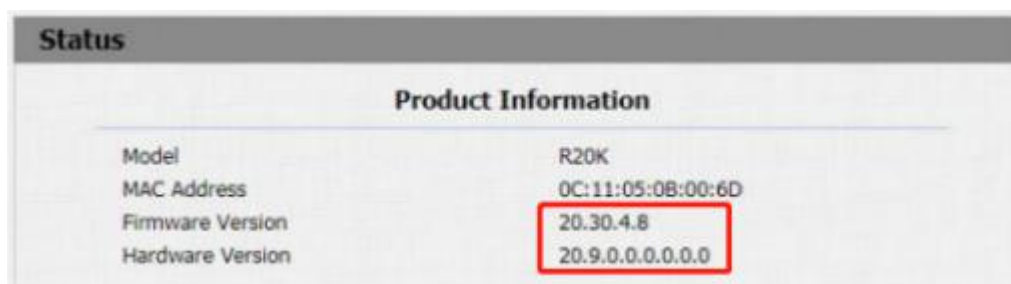 Status
Product Information
Model R20K
MAC Address 0C:11:05:0B:00:6D
Firmware Version 20.30.4.8
Hardware Version 20.9.0.0.0.0.0.0